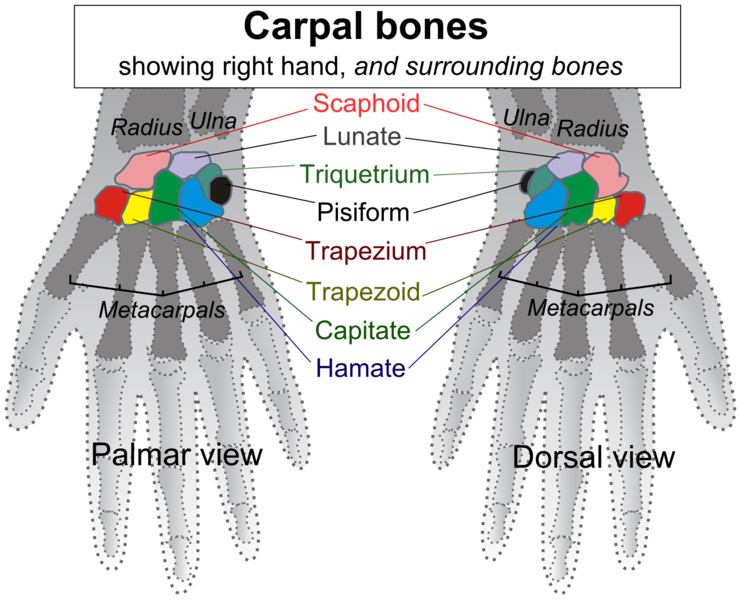 Carpal bones
showing right hand, and surrounding bones
Radius Ulna
Ulna Radius
Scaphoid
Lunate
Triquetrium
Pisiform
Trapezium
Trapezoid
Metacarpals
Metacarpals
Capitate
Hamate
Palmar view
Dorsal view